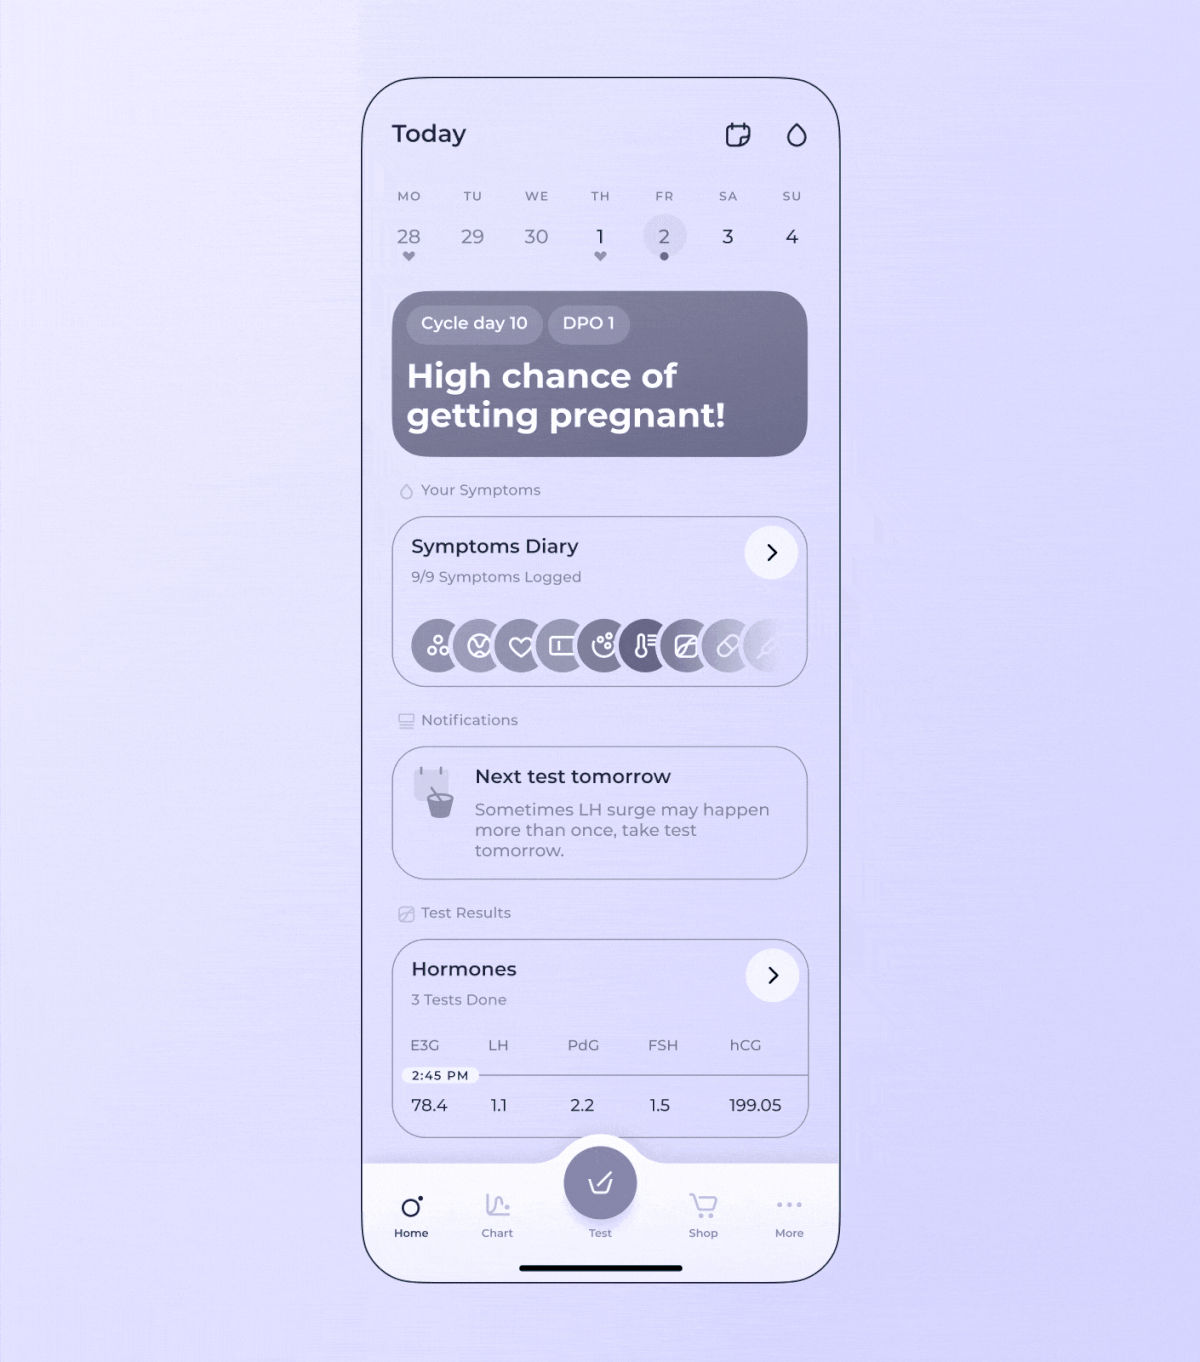 Today
MO TU WE TH FR SA SU
28 29 30 1 2 3 4
Cycle day 10 DPO 1
High chance of
getting pregnant!
Your Symptoms
Symptoms Diary
9/9 Symptoms Logged
Notifications
Next test tomorrow
Sometimes LH surge may happen
more than once, take test
tomorrow.
Test Results
Hormones
3 Tests Done
E3G LH PdG FSH hCG
2:45 PM
78.4 1.1 2.2 1.5 199.05
Home Chart Test Shop More